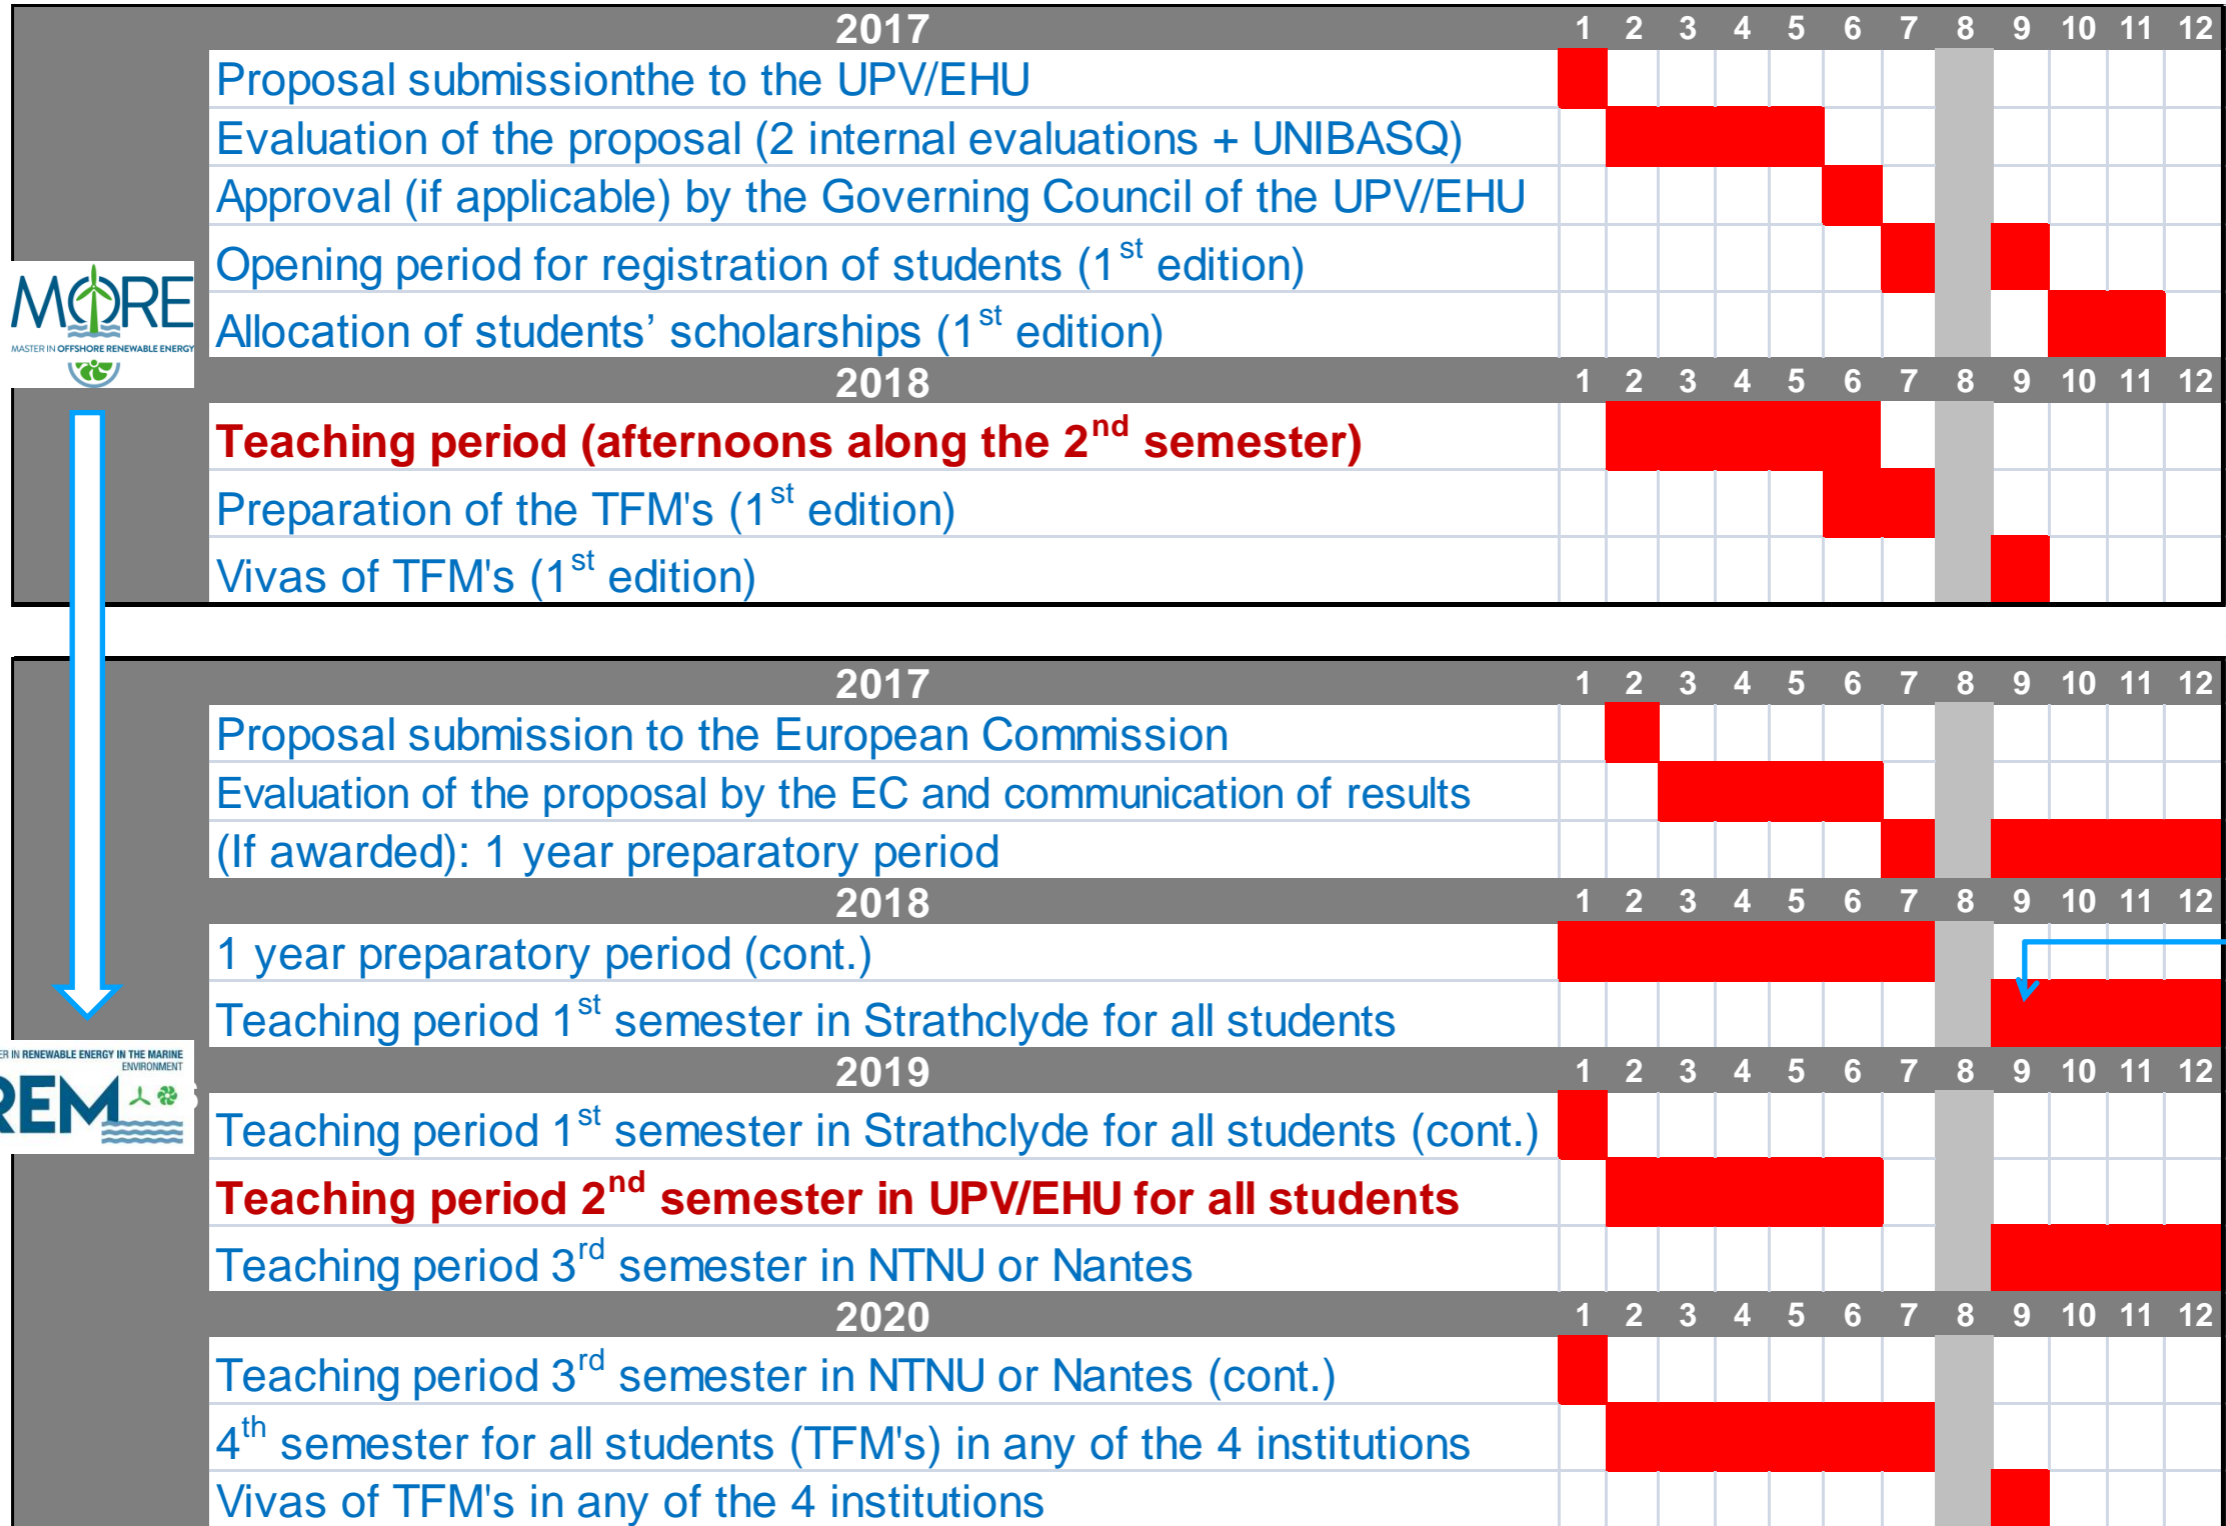 2017 1 2 3 4 5 6 7 8 9 10 11 12
Proposal submissionthe to the UPV/EHU
Evaluation of the proposal (2 internal evaluations + UNIBASQ)
Approval (if applicable) by the Governing Council of the UPV/EHU
Opening period for registration of students (1st edition)
Allocation of students’ scholarships (1st edition)
MORE
MASTER IN OFFSHORE RENEWABLE ENERGY
2018 1 2 3 4 5 6 7 8 9 10 11 12
Teaching period (afternoons along the 2nd semester)
Preparation of the TFM's (1st edition)
Vivas of TFM's (1st edition)
2017 1 2 3 4 5 6 7 8 9 10 11 12
Proposal submission to the European Commission
Evaluation of the proposal by the EC and communication of results
(If awarded): 1 year preparatory period
2018 1 2 3 4 5 6 7 8 9 10 11 12
1 year preparatory period (cont.)
Teaching period 1st semester in Strathclyde for all students
ER IN RENEWABLE ENERGY IN THE MARINE
ENVIRONMENT
REM
2019 1 2 3 4 5 6 7 8 9 10 11 12
Teaching period 1st semester in Strathclyde for all students (cont.)
Teaching period 2nd semester in UPV/EHU for all students
Teaching period 3rd semester in NTNU or Nantes
2020 1 2 3 4 5 6 7 8 9 10 11 12
Teaching period 3rd semester in NTNU or Nantes (cont.)
4th semester for all students (TFM's) in any of the 4 institutions
Vivas of TFM's in any of the 4 institutions